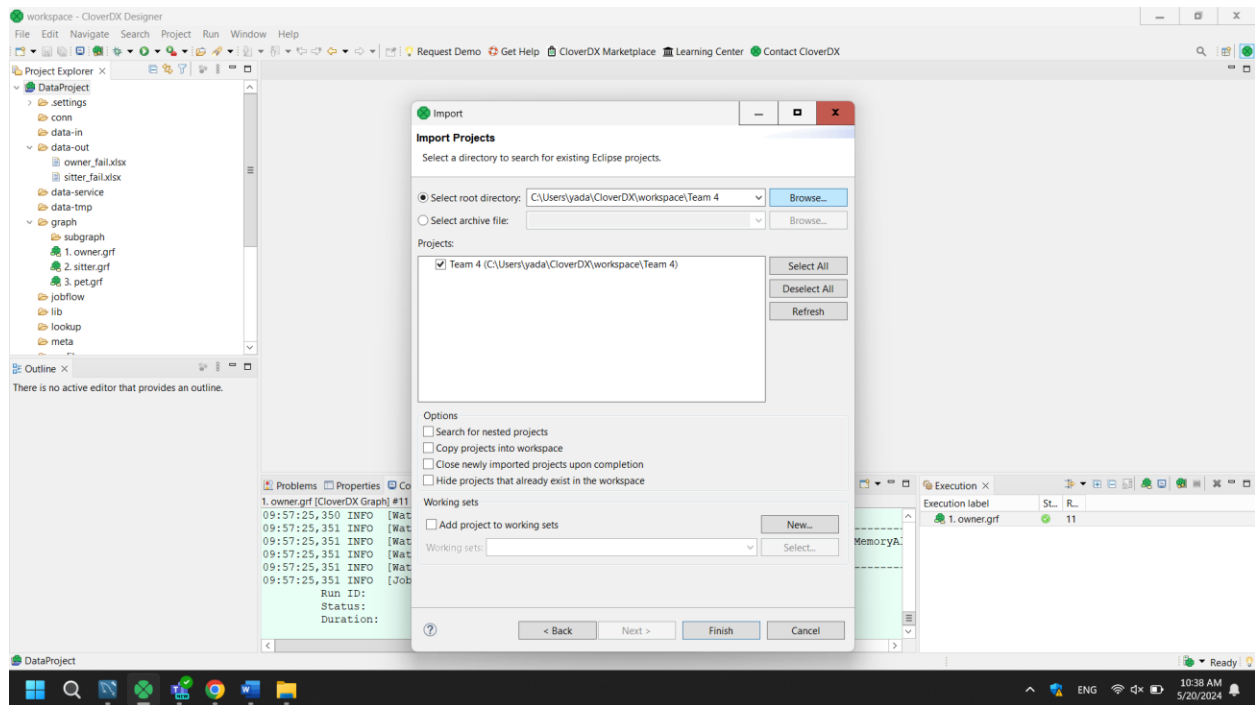 workspace - CloverDX Designer
File Edit Navigate Search Project Run Window Help
Request Demo Get Help CloverDX Marketplace Learning Center Contact CloverDX
Project Explorer
DataProject
.settings
conn
data-in
data-out
owner_fail.xlsx
sitter_fail.xlsx
data-service
data-tmp
graph
subgraph
1. owner.grf
2. sitter.grf
3. pet.grf
jobflow
lib
lookup
meta
Outline
There is no active editor that provides an outline.
Import
Import Projects
Select a directory to search for existing Eclipse projects.
Select root directory: C:\Users\yada\CloverDX\workspace\Team 4 Browse...
Select archive file: Browse...
Projects:
Team 4 (C:\Users\yada\CloverDX\workspace\Team 4)
Select All
Deselect All
Refresh
Options
Search for nested projects
Copy projects into workspace
Close newly imported projects upon completion
Hide projects that already exist in the workspace
Working sets
Add project to working sets New...
Working sets: Select...
< Back Next > Finish Cancel
Problems Properties Co
1. owner.grf [CloverDX Graph] #11
09:57:25,350 INFO [Wat
09:57:25,351 INFO [Wat
09:57:25,351 INFO [Wat MemoryA
09:57:25,351 INFO [Wat
09:57:25,351 INFO [Wat
09:57:25,351 INFO [Job
Run ID:
Status:
Duration:
Execution
Execution label St... R...
1. owner.grf 11
DataProject
Ready
ENG
10:38 AM
5/20/2024